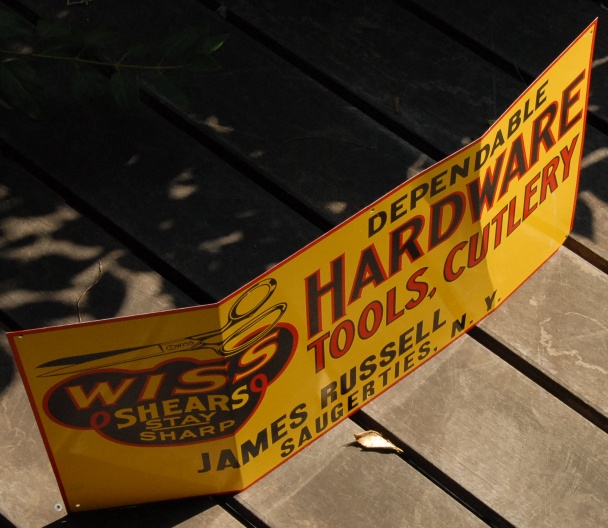 WISS
SHEARS
STAY
SHARP
DEPENDABLE
HARDWARE
TOOLS, CUTLERY
JAMES RUSSELL
SAUGERTIES, N. Y.